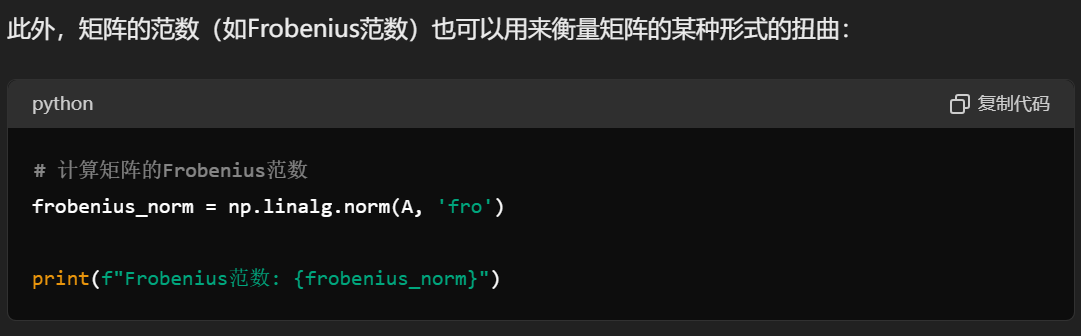 此外，矩阵的范数（如Frobenius范数）也可以用来衡量矩阵的某种形式的扭曲：
python
复制代码
# 计算矩阵的Frobenius范数
frobenius_norm = np.linalg.norm(A, 'fro')
print(f"Frobenius范数: {frobenius_norm}")